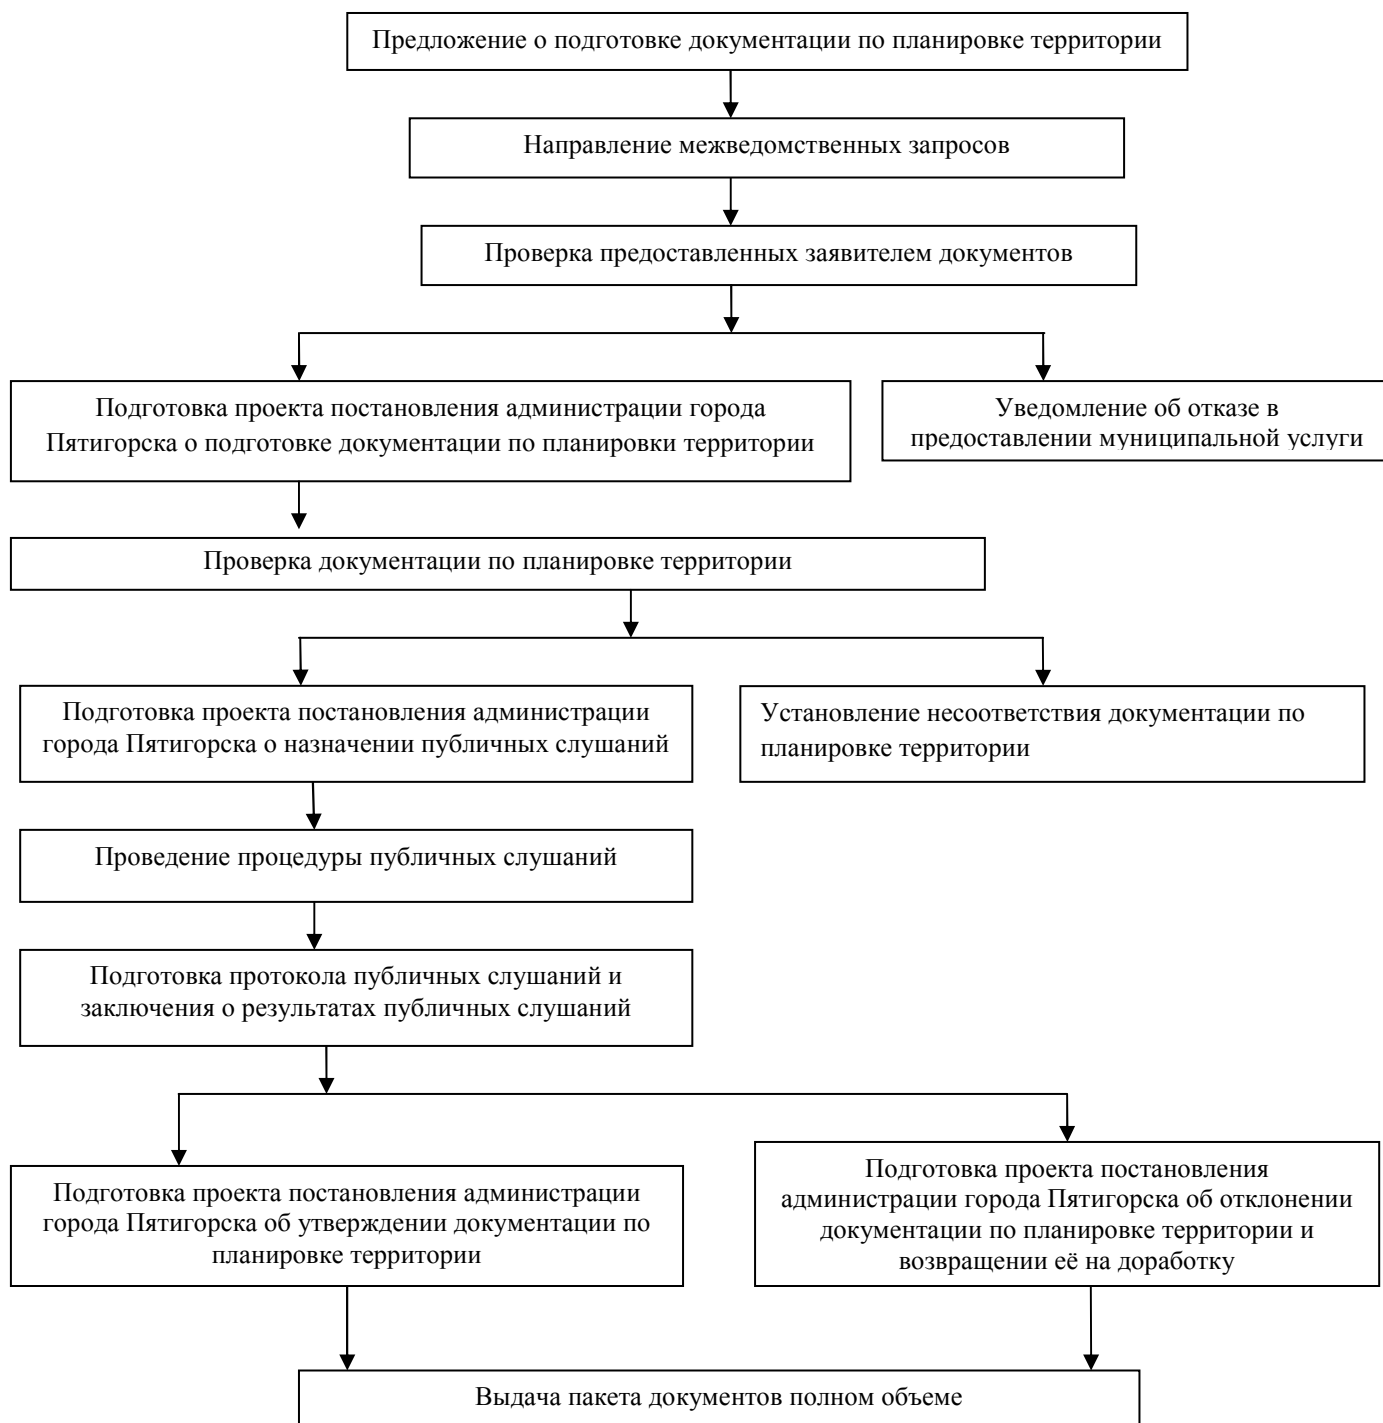 Предложение о подготовке документации по планировке территории
Направление межведомственных запросов
Проверка предоставленных заявителем документов
Подготовка проекта постановления администрации города
Пятигорска о подготовке документации по планировки территории
Уведомление об отказе в
предоставлении муниципальной услуги
Проверка документации по планировке территории
Подготовка проекта постановления администрации
города Пятигорска о назначении публичных слушаний
Установление несоответствия документации по
планировке территории
Проведение процедуры публичных слушаний
Подготовка протокола публичных слушаний и
заключения о результатах публичных слушаний
Подготовка проекта постановления администрации
города Пятигорска об утверждении документации по
планировке территории
Подготовка проекта постановления
администрации города Пятигорска об отклонении
документации по планировке территории и
возвращении её на доработку
Выдача пакета документов полном объеме